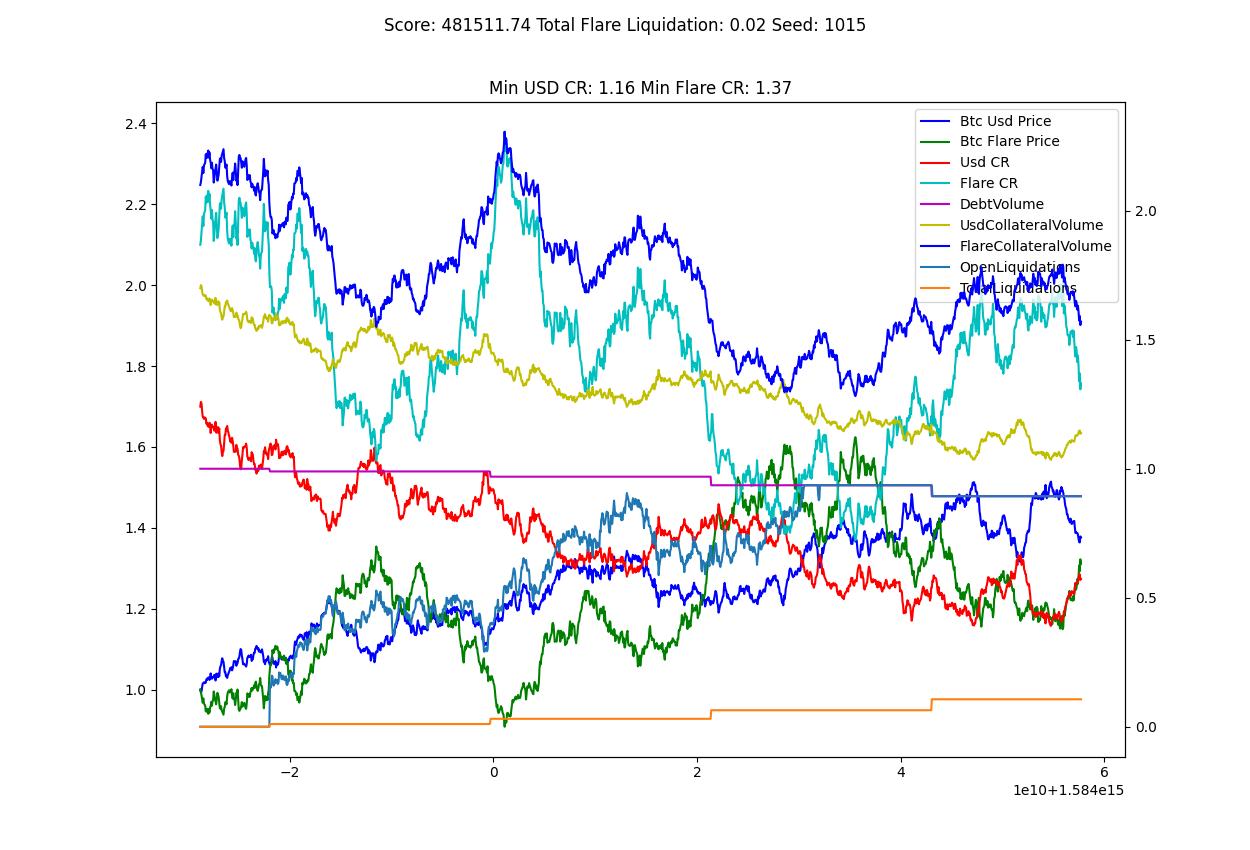 Score: 481511.74 Total Flare Liquidation: 0.02 Seed: 1015
Min USD CR: 1.16 Min Flare CR: 1.37
Btc Usd Price
Btc Flare Price
Usd CR
Flare CR
DebtVolume
UsdCollateralVolume
FlareCollateralVolume
OpenLiquidations
TotalLiquidations
2.4
2.2
2.0
1.8
1.6
1.4
1.2
1.0
2.0
1.5
1.0
0.5
0.0
−2
0
2
4
6
1e10+1.584e15